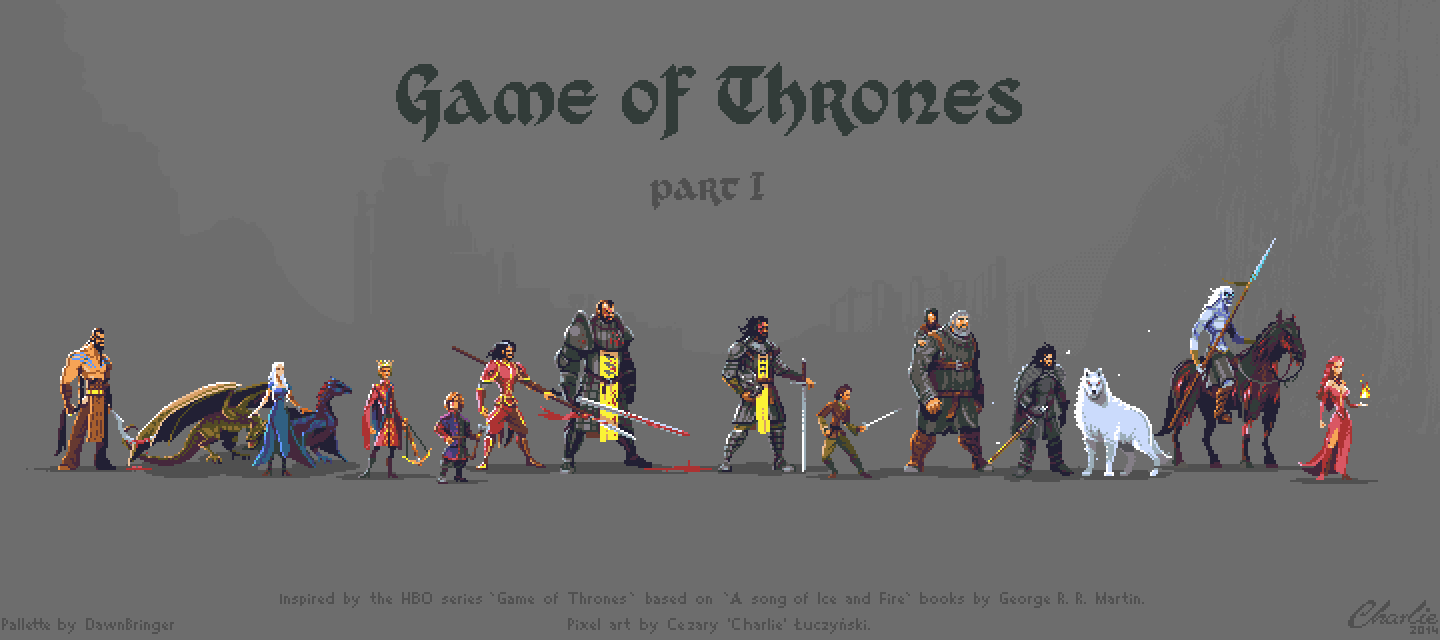 Game of Thrones
part I
Inspired by the HBO series `Game of Thrones` based on `A song of Ice and Fire` books by George R. R. Martin.
Pallette by DawnBringer
Pixel art by Cezary 'Charlie' Łuczyński.
Charlie
2014